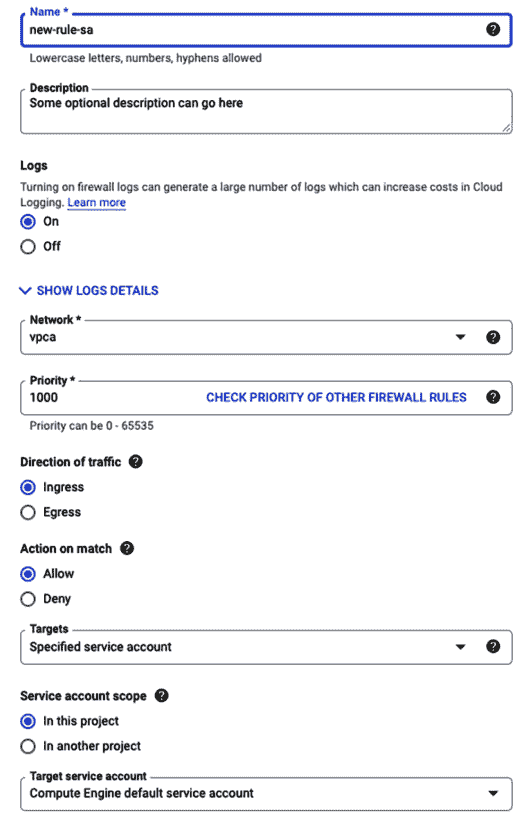 Name *
new-rule-sa
Lowercase letters, numbers, hyphens allowed
Description
Some optional description can go here
Logs
Turning on firewall logs can generate a large number of logs which can increase costs in Cloud
Logging. Learn more
On
Off
SHOW LOGS DETAILS
Network *
vpca
Priority *
1000 CHECK PRIORITY OF OTHER FIREWALL RULES
Priority can be 0 - 65535
Direction of traffic
Ingress
Egress
Action on match
Allow
Deny
Targets
Specified service account
Service account scope
In this project
In another project
Target service account
Compute Engine default service account